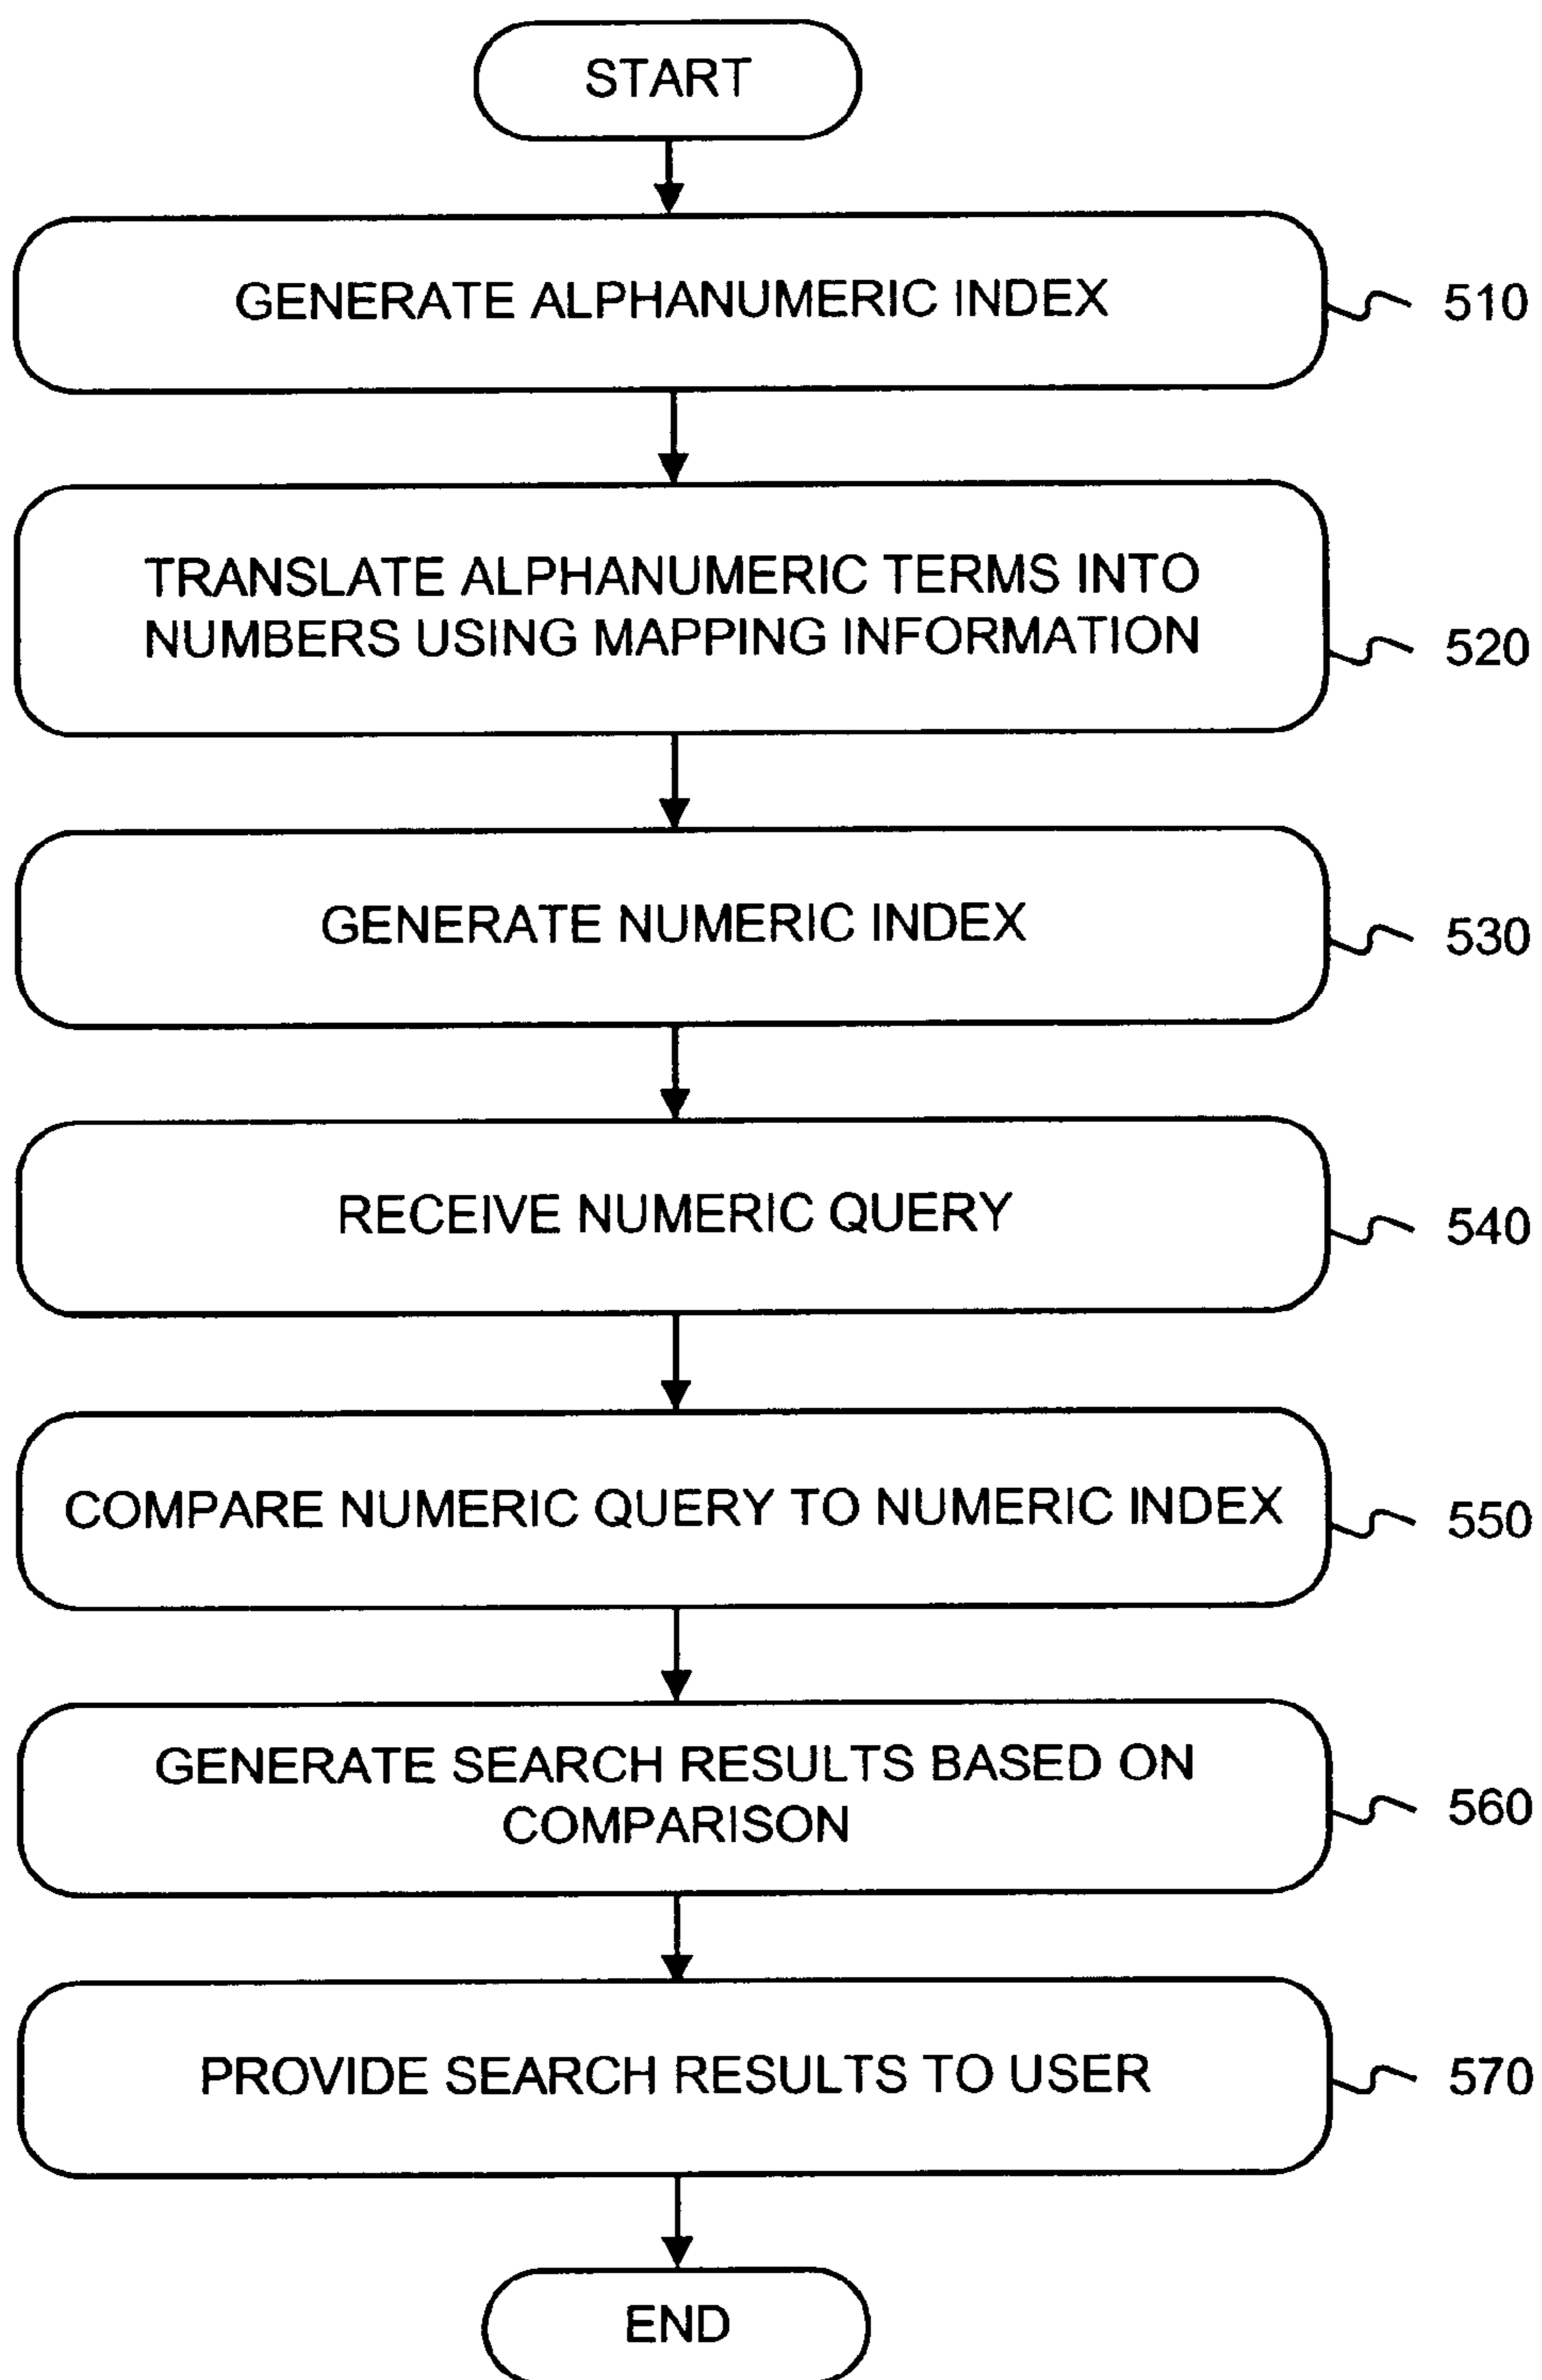 START
GENERATE ALPHANUMERIC INDEX
510
TRANSLATE ALPHANUMERIC TERMS INTO
NUMBERS USING MAPPING INFORMATION
520
GENERATE NUMERIC INDEX
530
RECEIVE NUMERIC QUERY
540
COMPARE NUMERIC QUERY TO NUMERIC INDEX
550
GENERATE SEARCH RESULTS BASED ON
COMPARISON
560
PROVIDE SEARCH RESULTS TO USER
570
END